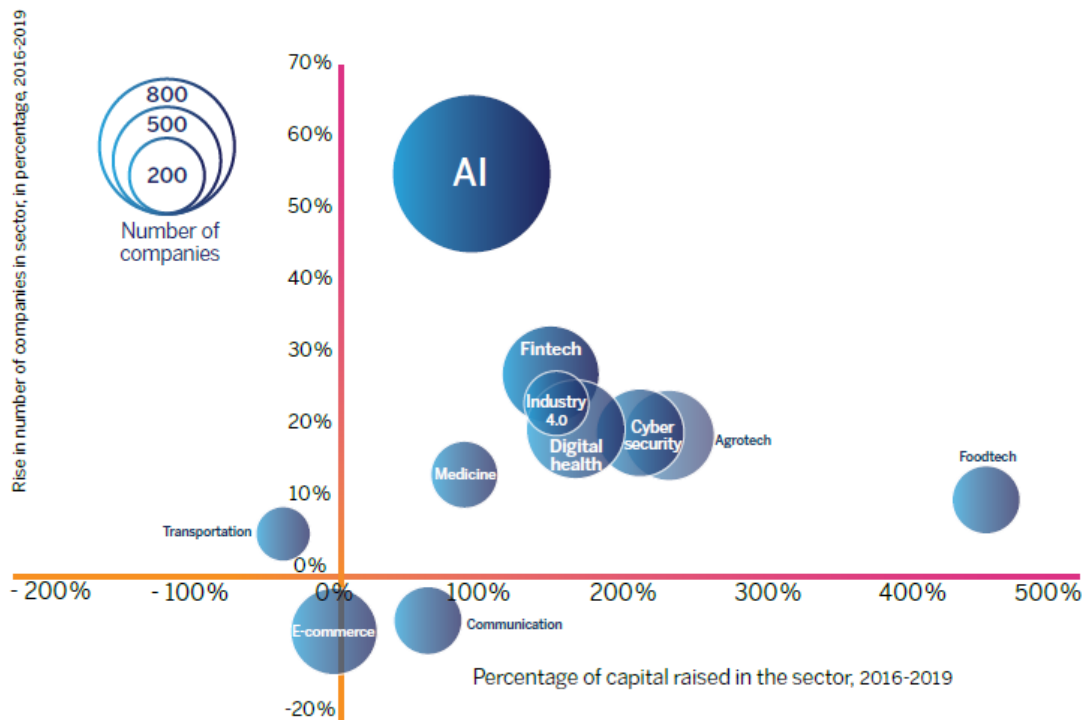 Rise in number of companies in sector, in percentage, 2016-2019
70%
60%
50%
40%
30%
20%
10%
0%
-20%
800
500
200
Number of
companies
AI
Fintech
Industry
4.0
Digital
health
Cyber
security
Agrotech
Foodtech
Medicine
Transportation
- 200%
- 100%
0%
100%
200%
300%
400%
500%
E-commerce
Communication
Percentage of capital raised in the sector, 2016-2019